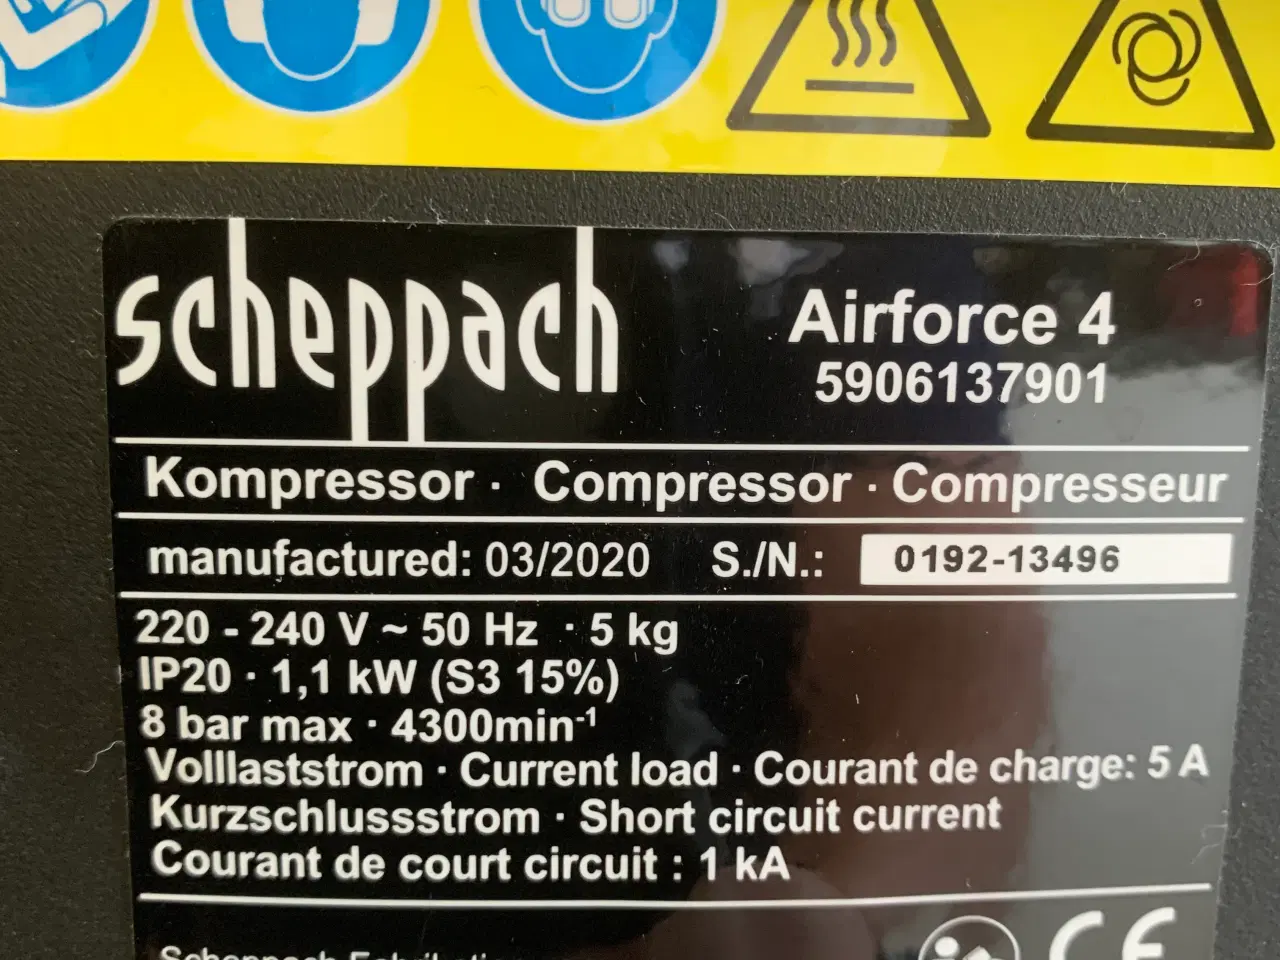 scheppach
Airforce 4
5906137901
Kompressor · Compressor · Compresseur
manufactured: 03/2020 S./N.: 0192-13496
220 - 240 V ~ 50 Hz · 5 kg
IP20 · 1,1 kW (S3 15%)
8 bar max · 4300min⁻¹
Volllaststrom · Current load · Courant de charge: 5 A
Kurzschlussstrom · Short circuit current
Courant de court circuit : 1 kA
CE